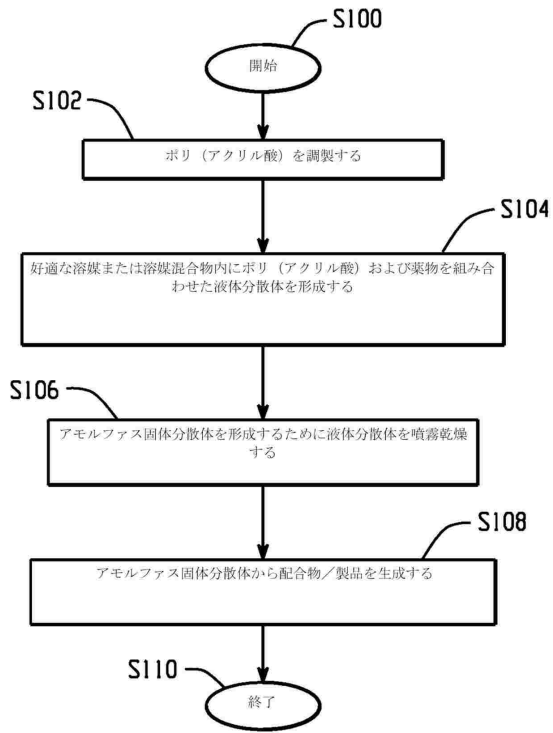 S100
開始
S102
ポリ（アクリル酸）を調製する
S104
好適な溶媒または溶媒混合物内にポリ（アクリル酸）および薬物を組み合
わせた液体分散体を形成する
S106
アモルファス固体分散体を形成するために液体分散体を噴霧乾燥
する
S108
アモルファス固体分散体から配合物／製品を生成する
S110
終了